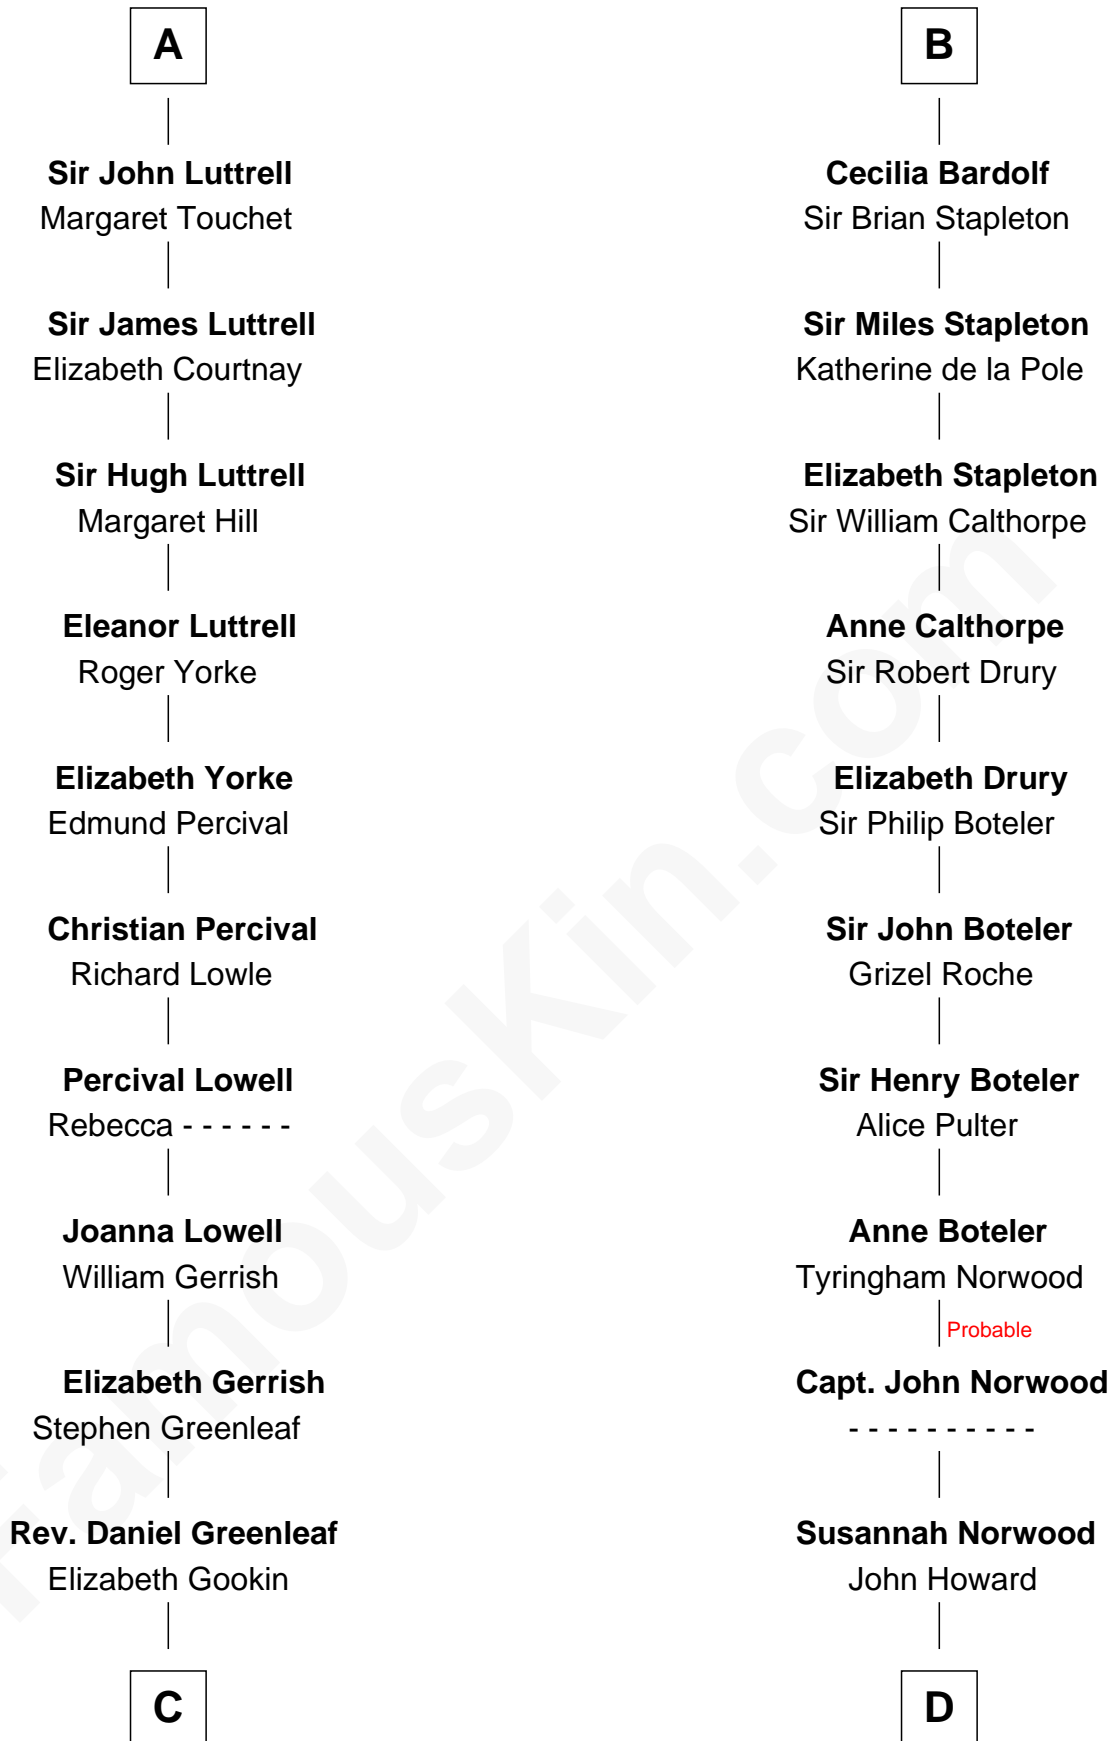 A
Sir John Luttrell
Margaret Touchet
Sir James Luttrell
Elizabeth Courtnay
Sir Hugh Luttrell
Margaret Hill
Eleanor Luttrell
Roger Yorke
Elizabeth Yorke
Edmund Percival
Christian Percival
Richard Lowle
Percival Lowell
Rebecca - - - - - -
Joanna Lowell
William Gerrish
Elizabeth Gerrish
Stephen Greenleaf
Rev. Daniel Greenleaf
Elizabeth Gookin
C
B
Cecilia Bardolf
Sir Brian Stapleton
Sir Miles Stapleton
Katherine de la Pole
Elizabeth Stapleton
Sir William Calthorpe
Anne Calthorpe
Sir Robert Drury
Elizabeth Drury
Sir Philip Boteler
Sir John Boteler
Grizel Roche
Sir Henry Boteler
Alice Pulter
Anne Boteler
Tyringham Norwood
Probable
Capt. John Norwood
- - - - - - - - - -
Susannah Norwood
John Howard
D
FamousKin.com